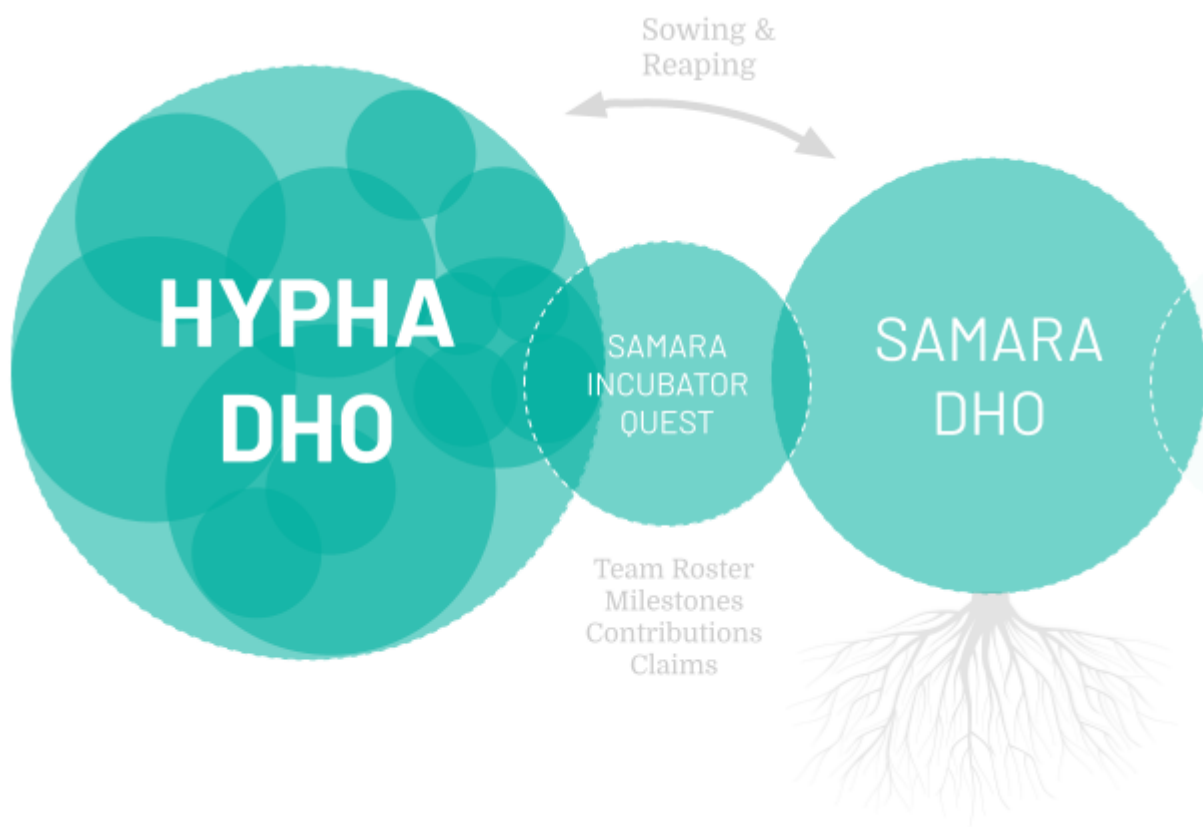 Sowing &
Reaping
HYPHA
DHO
SAMARA
INCUBATOR
QUEST
SAMARA
DHO
Team Roster
Milestones
Contributions
Claims